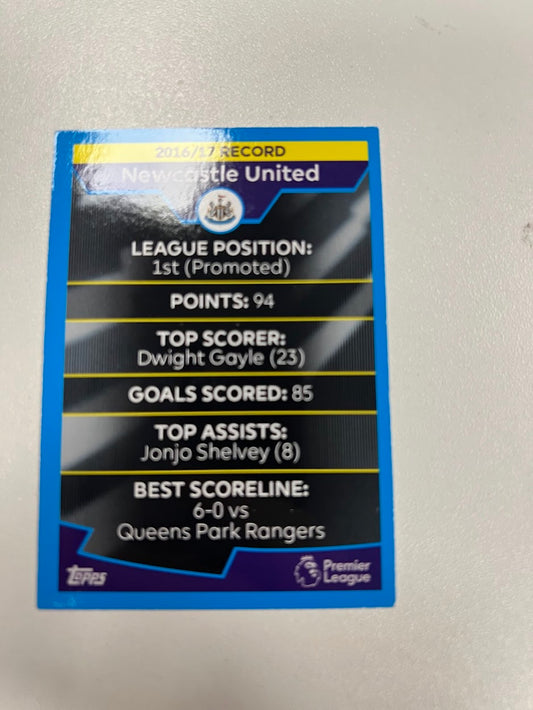 2016/17 RECORD
Newcastle United
LEAGUE POSITION:
1st (Promoted)
POINTS: 94
TOP SCORER:
Dwight Gayle (23)
GOALS SCORED: 85
TOP ASSISTS:
Jonjo Shelvey (8)
BEST SCORELINE:
6-0 vs
Queens Park Rangers
Topps
Premier
League